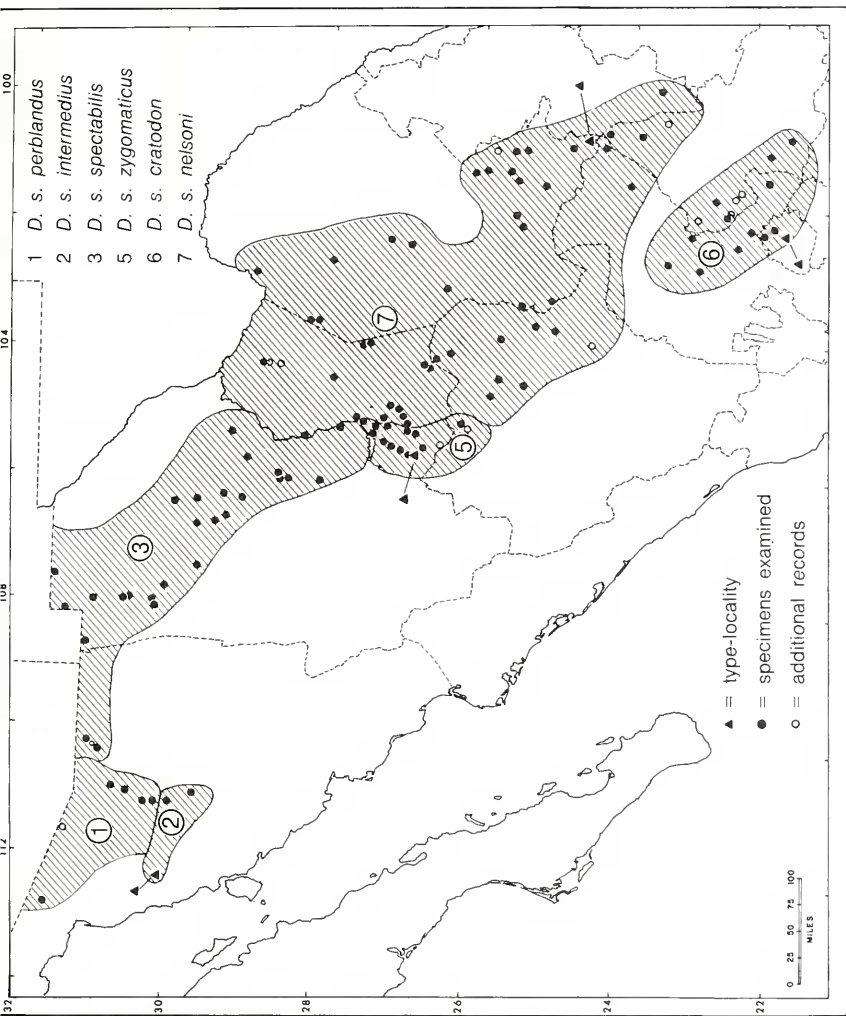 112
108
104
100
1 D. s. perblandus
2 D. s. intermedius
3 D. s. spectabilis
5 D. s. zygomaticus
6 D. s. cratodon
7 D. s. nelsoni
1
2
3
5
6
7
▲ = type-locality
● = specimens examined
○ = additional records
0 25 50 75 100
MILES
32
30
28
26
24
22